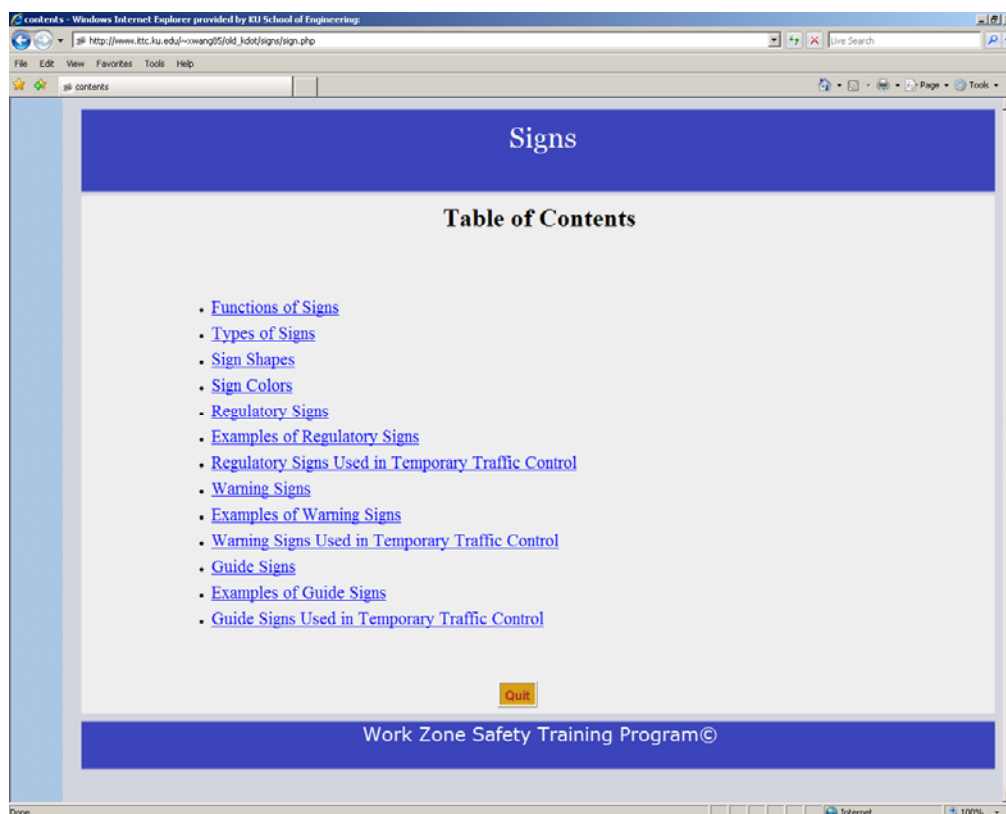 contents - Windows Internet Explorer provided by KU School of Engineering:
http://www.ittc.ku.edu/~xwang05/old_kdot/signs/sign.php
Live Search
File Edit View Favorites Tools Help
contents
Page Tools
Signs
Table of Contents
Functions of Signs
Types of Signs
Sign Shapes
Sign Colors
Regulatory Signs
Examples of Regulatory Signs
Regulatory Signs Used in Temporary Traffic Control
Warning Signs
Examples of Warning Signs
Warning Signs Used in Temporary Traffic Control
Guide Signs
Examples of Guide Signs
Guide Signs Used in Temporary Traffic Control
Quit
Work Zone Safety Training Program©
Done Internet 100%